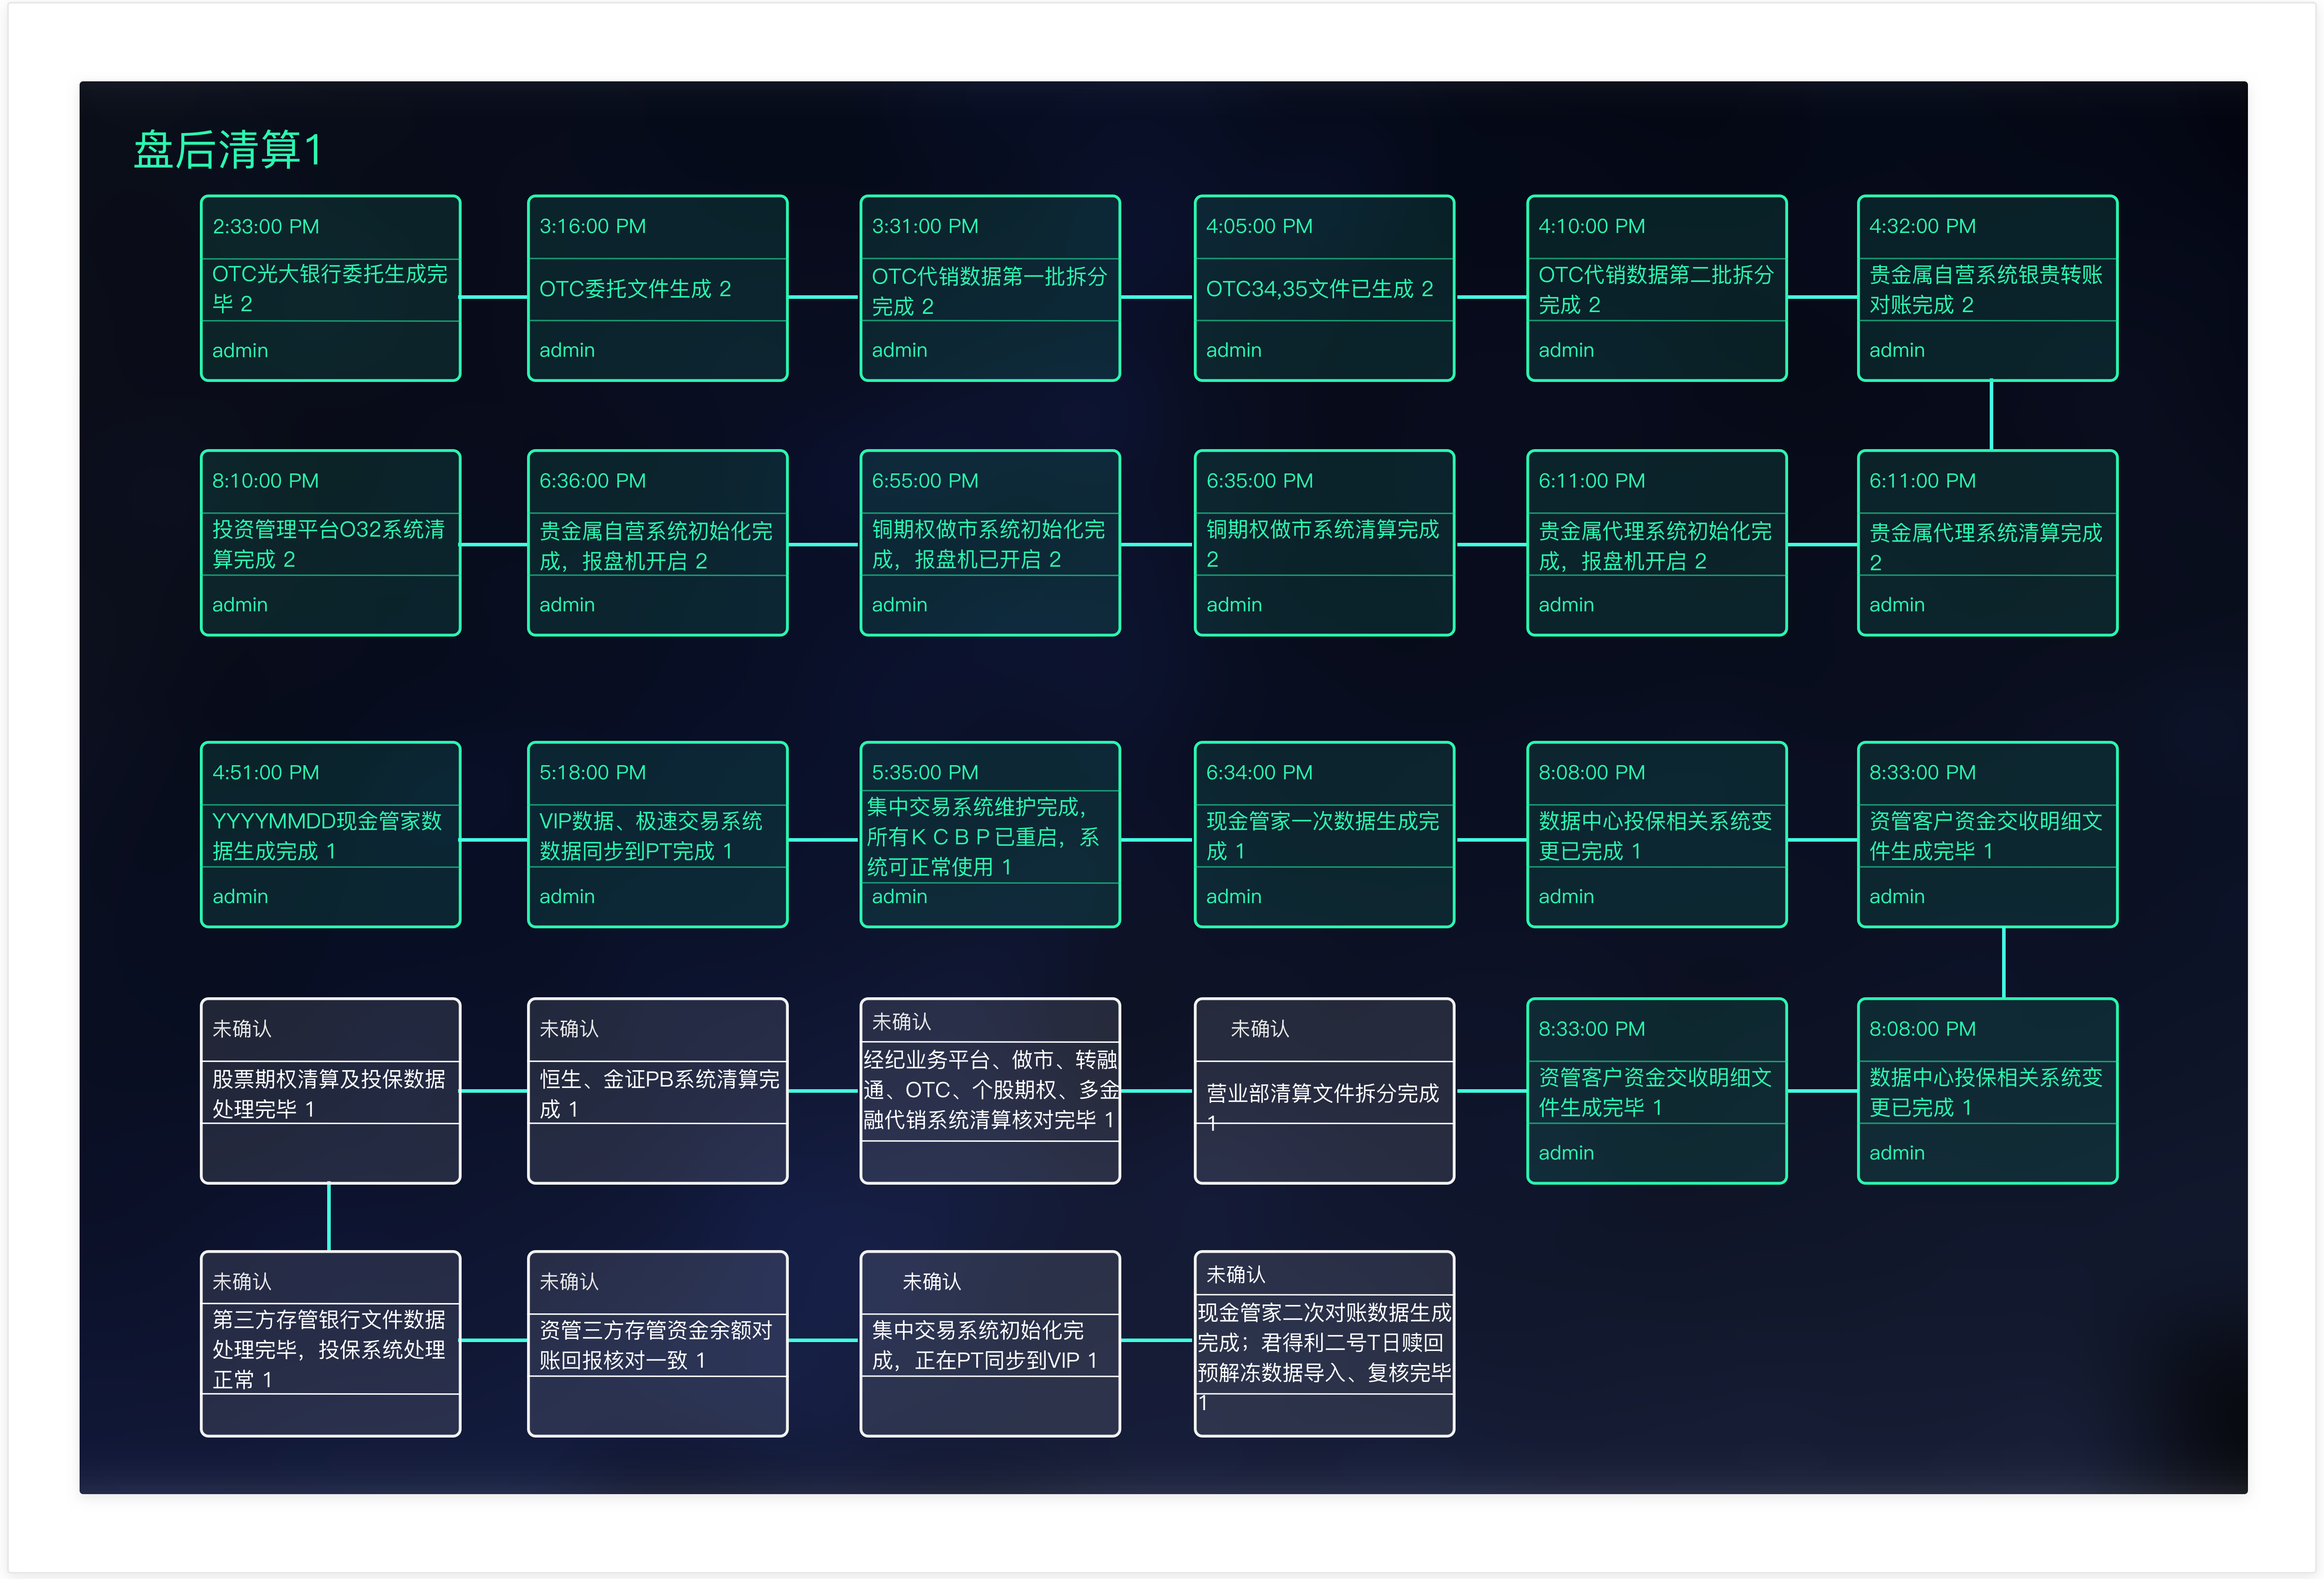 盘后清算1
2:33:00 PM
OTC光大银行委托生成完
毕 2
admin
3:16:00 PM
OTC委托文件生成 2
admin
3:31:00 PM
OTC代销数据第一批拆分
完成 2
admin
4:05:00 PM
OTC34,35文件已生成 2
admin
4:10:00 PM
OTC代销数据第二批拆分
完成 2
admin
4:32:00 PM
贵金属自营系统银贵转账
对账完成 2
admin
8:10:00 PM
投资管理平台O32系统清
算完成 2
admin
6:36:00 PM
贵金属自营系统初始化完
成，报盘机开启 2
admin
6:55:00 PM
铜期权做市系统初始化完
成，报盘机已开启 2
admin
6:35:00 PM
铜期权做市系统清算完成
2
admin
6:11:00 PM
贵金属代理系统初始化完
成，报盘机开启 2
admin
6:11:00 PM
贵金属代理系统清算完成
2
admin
4:51:00 PM
YYYYMMDD现金管家数
据生成完成 1
admin
5:18:00 PM
VIP数据、极速交易系统
数据同步到PT完成 1
admin
5:35:00 PM
集中交易系统维护完成，
所有ＫＣＢＰ已重启，系
统可正常使用 1
admin
6:34:00 PM
现金管家一次数据生成完
成 1
admin
8:08:00 PM
数据中心投保相关系统变
更已完成 1
admin
8:33:00 PM
资管客户资金交收明细文
件生成完毕 1
admin
未确认
股票期权清算及投保数据
处理完毕 1
未确认
恒生、金证PB系统清算完
成 1
未确认
经纪业务平台、做市、转融
通、OTC、个股期权、多金
融代销系统清算核对完毕 1
未确认
营业部清算文件拆分完成
1
8:33:00 PM
资管客户资金交收明细文
件生成完毕 1
admin
8:08:00 PM
数据中心投保相关系统变
更已完成 1
admin
未确认
第三方存管银行文件数据
处理完毕，投保系统处理
正常 1
未确认
资管三方存管资金余额对
账回报核对一致 1
未确认
集中交易系统初始化完
成，正在PT同步到VIP 1
未确认
现金管家二次对账数据生成
完成；君得利二号T日赎回
预解冻数据导入、复核完毕
1